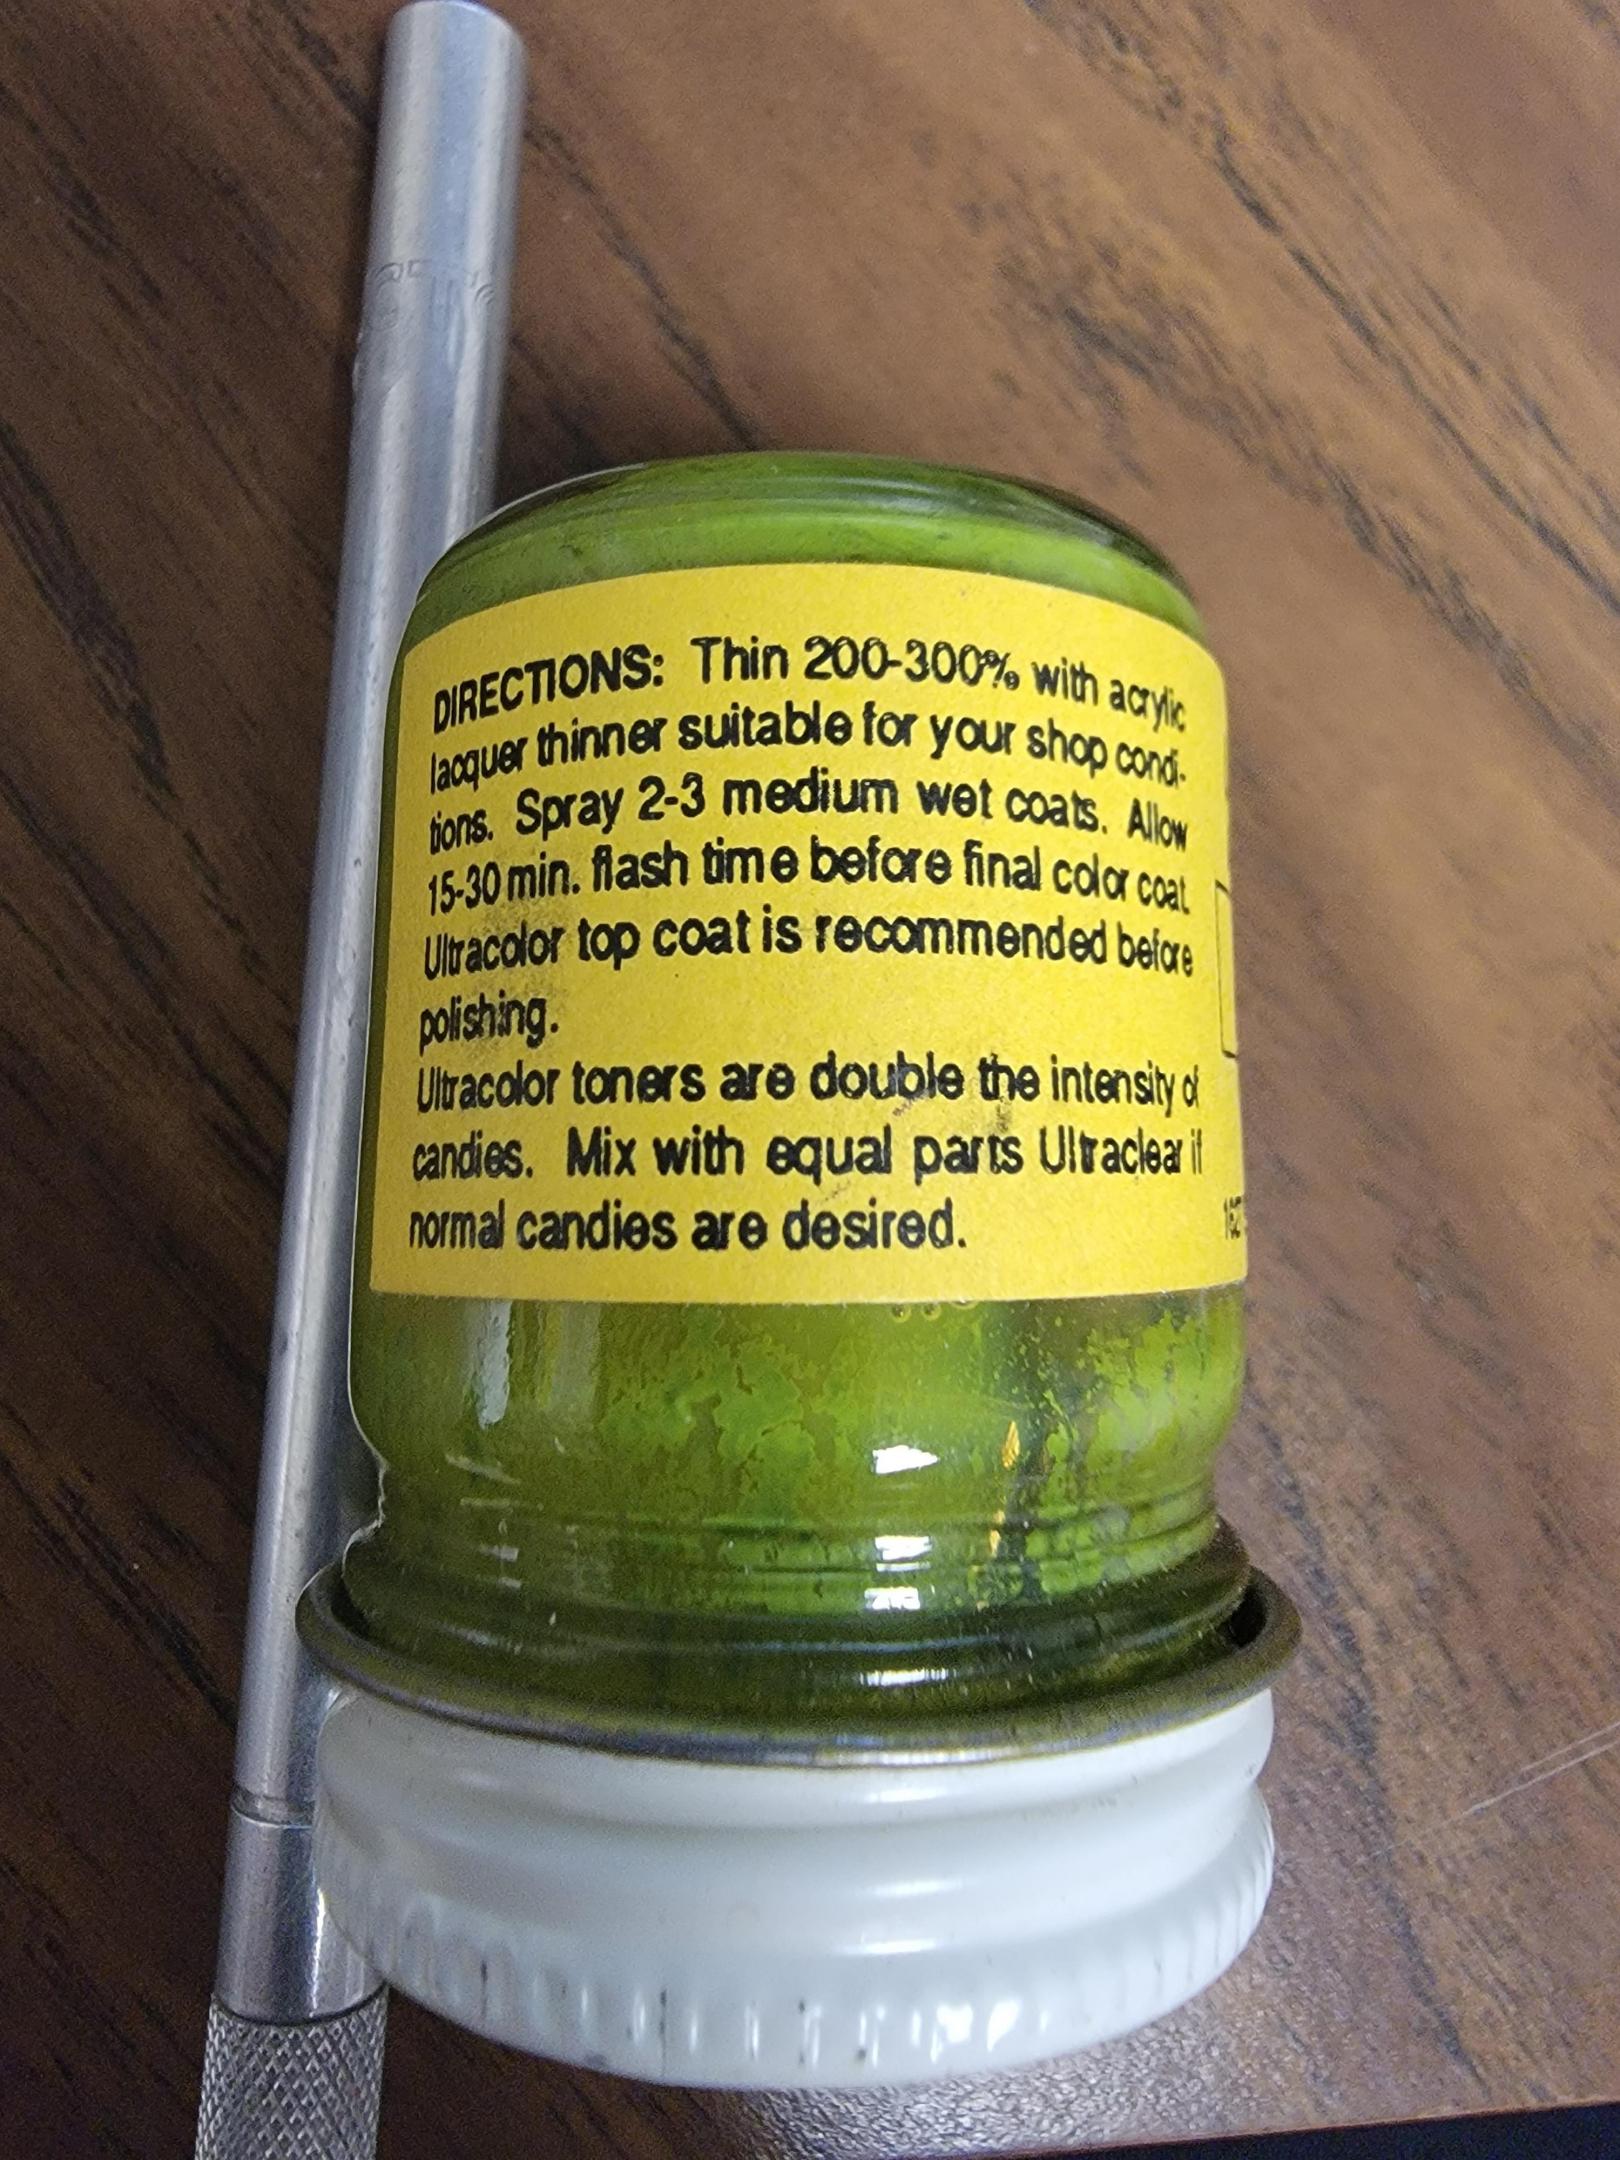 DIRECTIONS: Thin 200-300% with acrylic
lacquer thinner suitable for your shop condi-
tions. Spray 2-3 medium wet coats. Allow
15-30 min. flash time before final color coat.
Ultracolor top coat is recommended before
polishing.
Ultracolor toners are double the intensity of
candies. Mix with equal parts Ultraclear if
normal candies are desired.